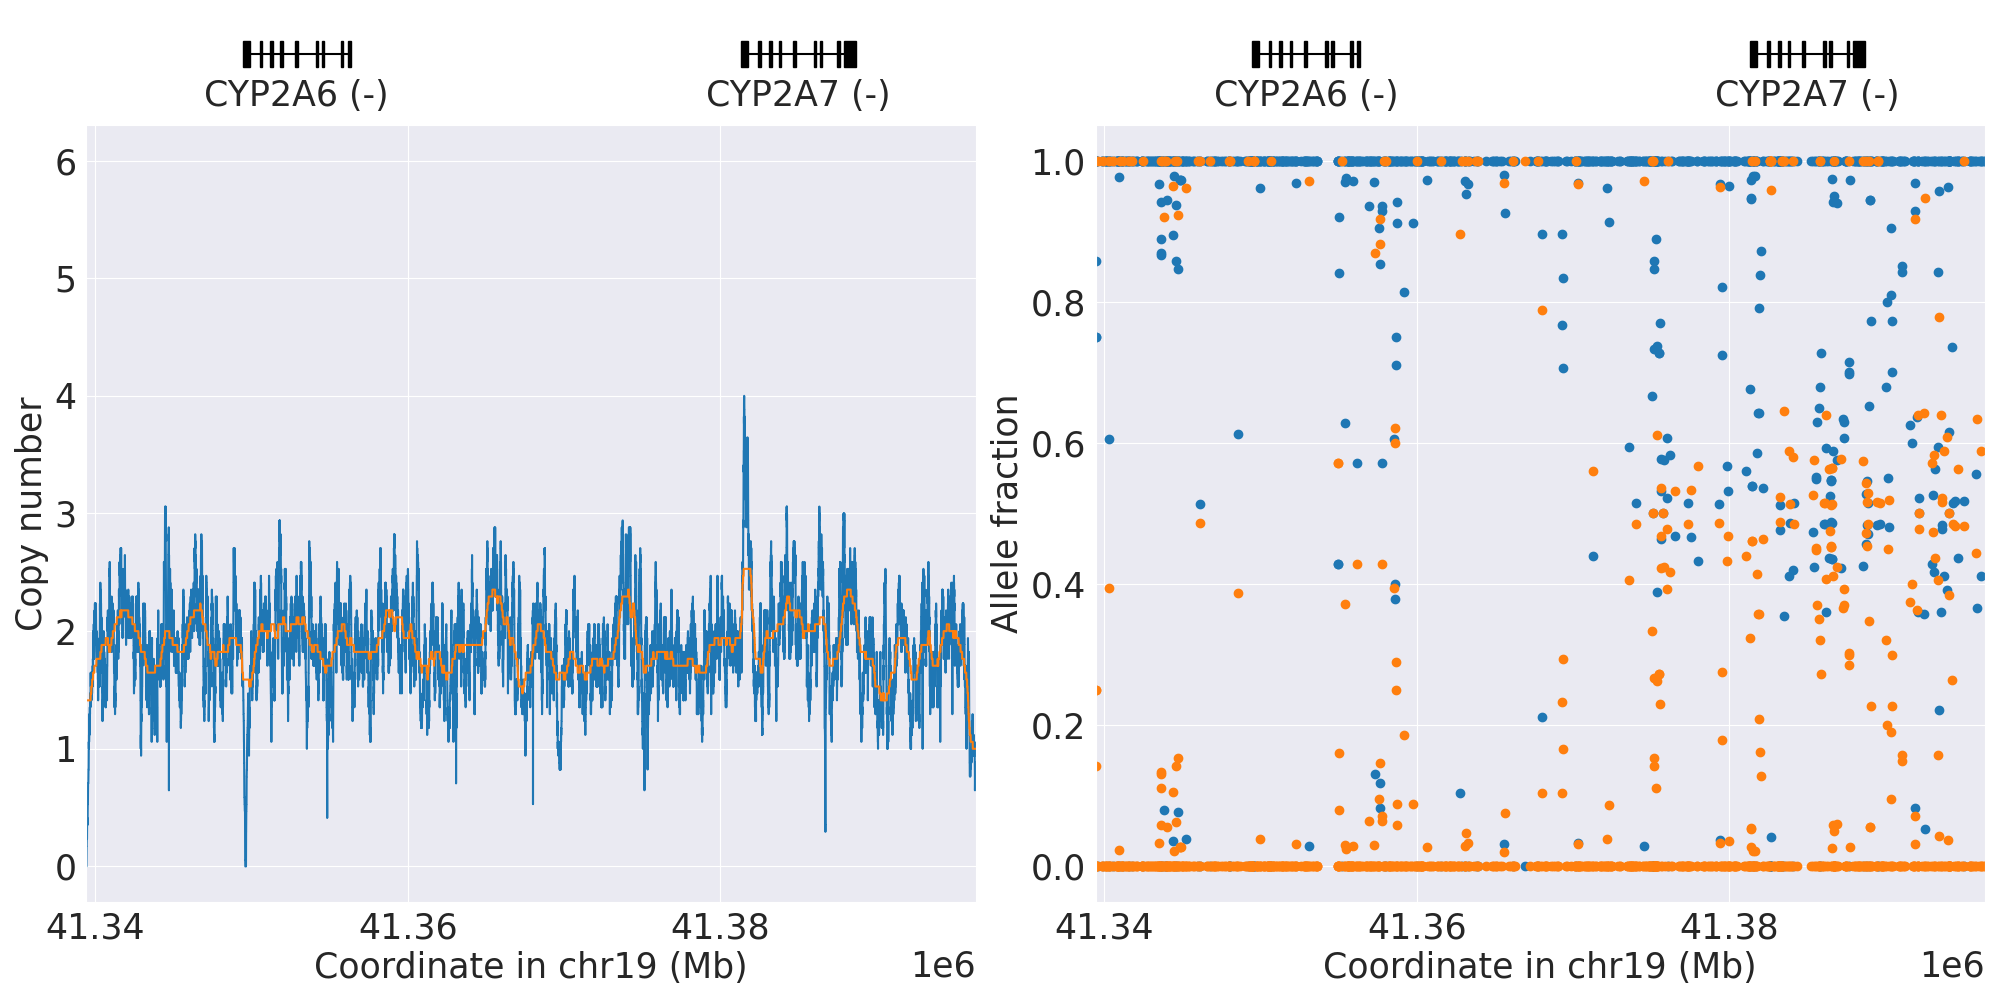 CYP2A6 (-)
CYP2A7 (-)
CYP2A6 (-)
CYP2A7 (-)
6
5
4
3
2
1
0
Copy number
41.34
41.36
41.38
Coordinate in chr19 (Mb)
1e6
1.0
0.8
0.6
0.4
0.2
0.0
Allele fraction
41.34
41.36
41.38
Coordinate in chr19 (Mb)
1e6